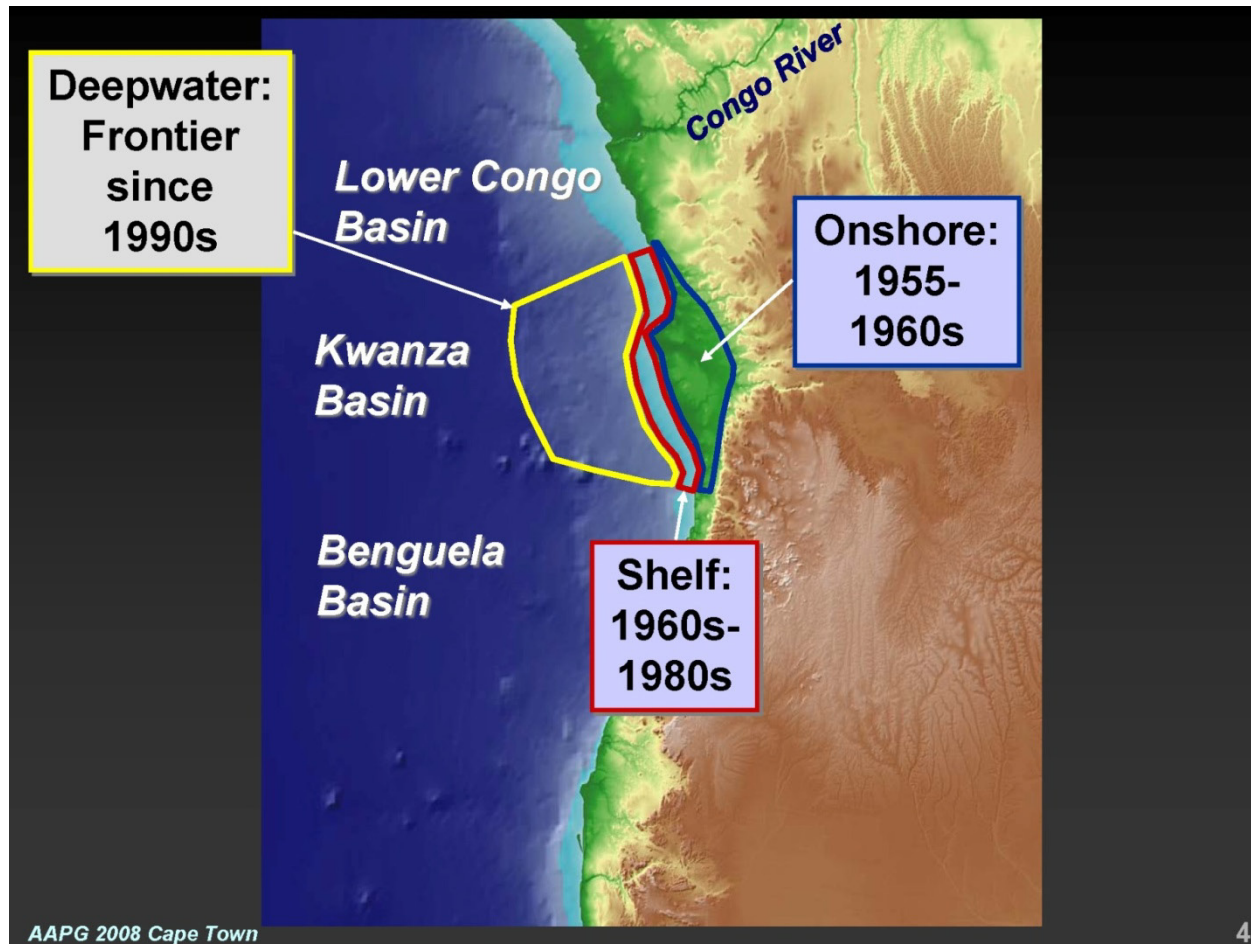 Deepwater:
Frontier
since
1990s
Congo River
Lower Congo
Basin
Onshore:
1955-
1960s
Kwanza
Basin
Benguela
Basin
Shelf:
1960s-
1980s
AAPG 2008 Cape Town
4